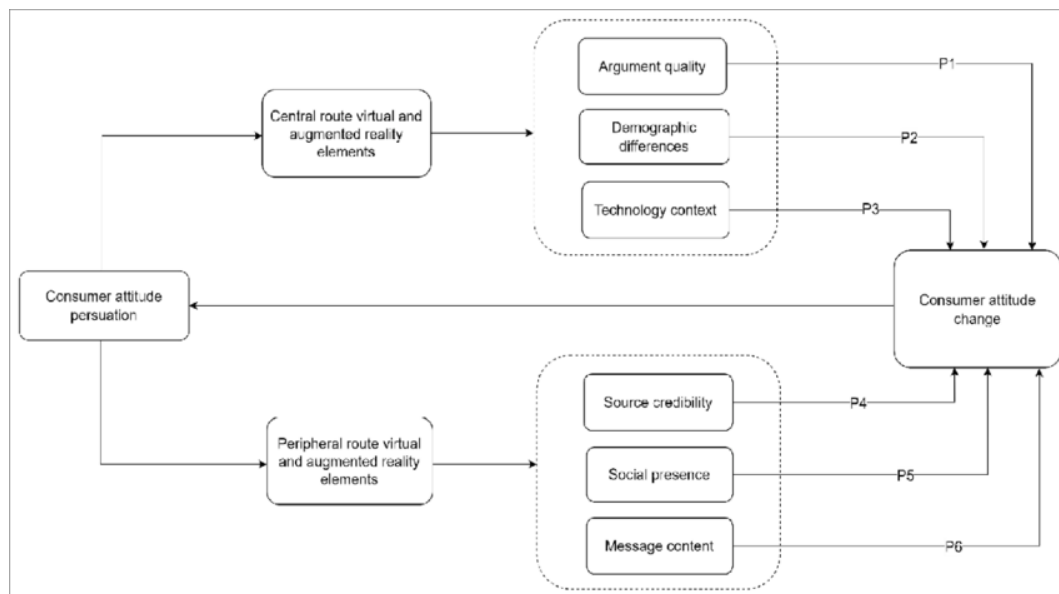 Argument quality
P1
Central route virtual and
augmented reality
elements
Demographic
differences
P2
Technology context
P3
Consumer attitude
persuation
Consumer attitude
change
Source credibility
P4
Peripheral route virtual
and augmented reality
elements
Social presence
P5
Message content
P6